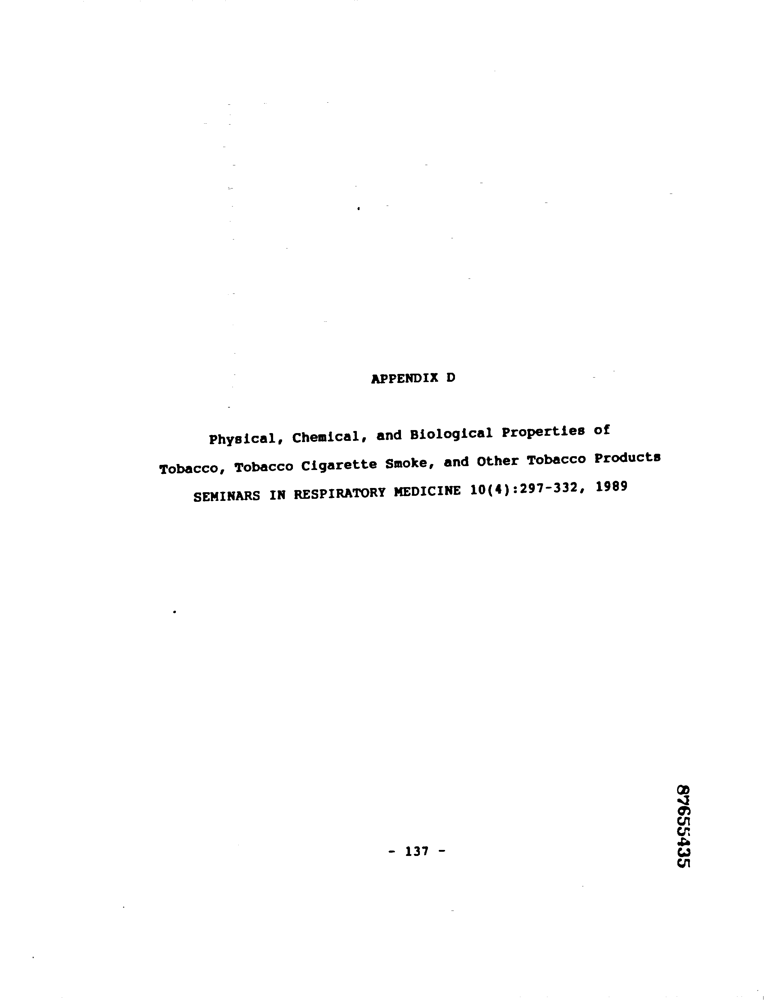 APPENDIX D
Physical, Chemical, and Biological Properties of
Tobacco, Tobacco Cigarette Smoke, and Other Tobacco Products
SEMINARS IN RESPIRATORY MEDICINE 10(4):297-332, 1989
87655435
- 137 -